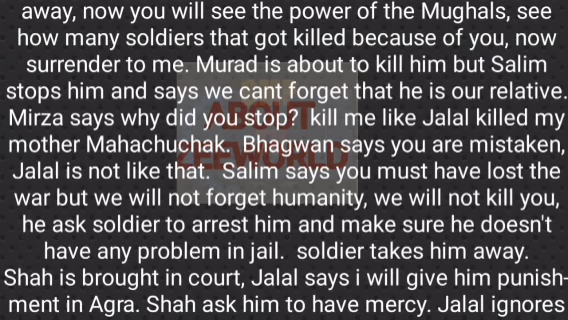 away, now you will see the power of the Mughals, see
how many soldiers that got killed because of you, now
surrender to me. Murad is about to kill him but Salim
stops him and says we cant forget that he is our relative.
Mirza says why did you stop?  kill me like Jalal killed my
mother Mahachuchak.  Bhagwan says you are mistaken,
Jalal is not like that.  Salim says you must have lost the
war but we will not forget humanity, we will not kill you,
he ask soldier to arrest him and make sure he doesn't
have any problem in jail.  soldier takes him away.
Shah is brought in court, Jalal says i will give him punish-
ment in Agra. Shah ask him to have mercy. Jalal ignores
ABOUT
ZEEWORLD